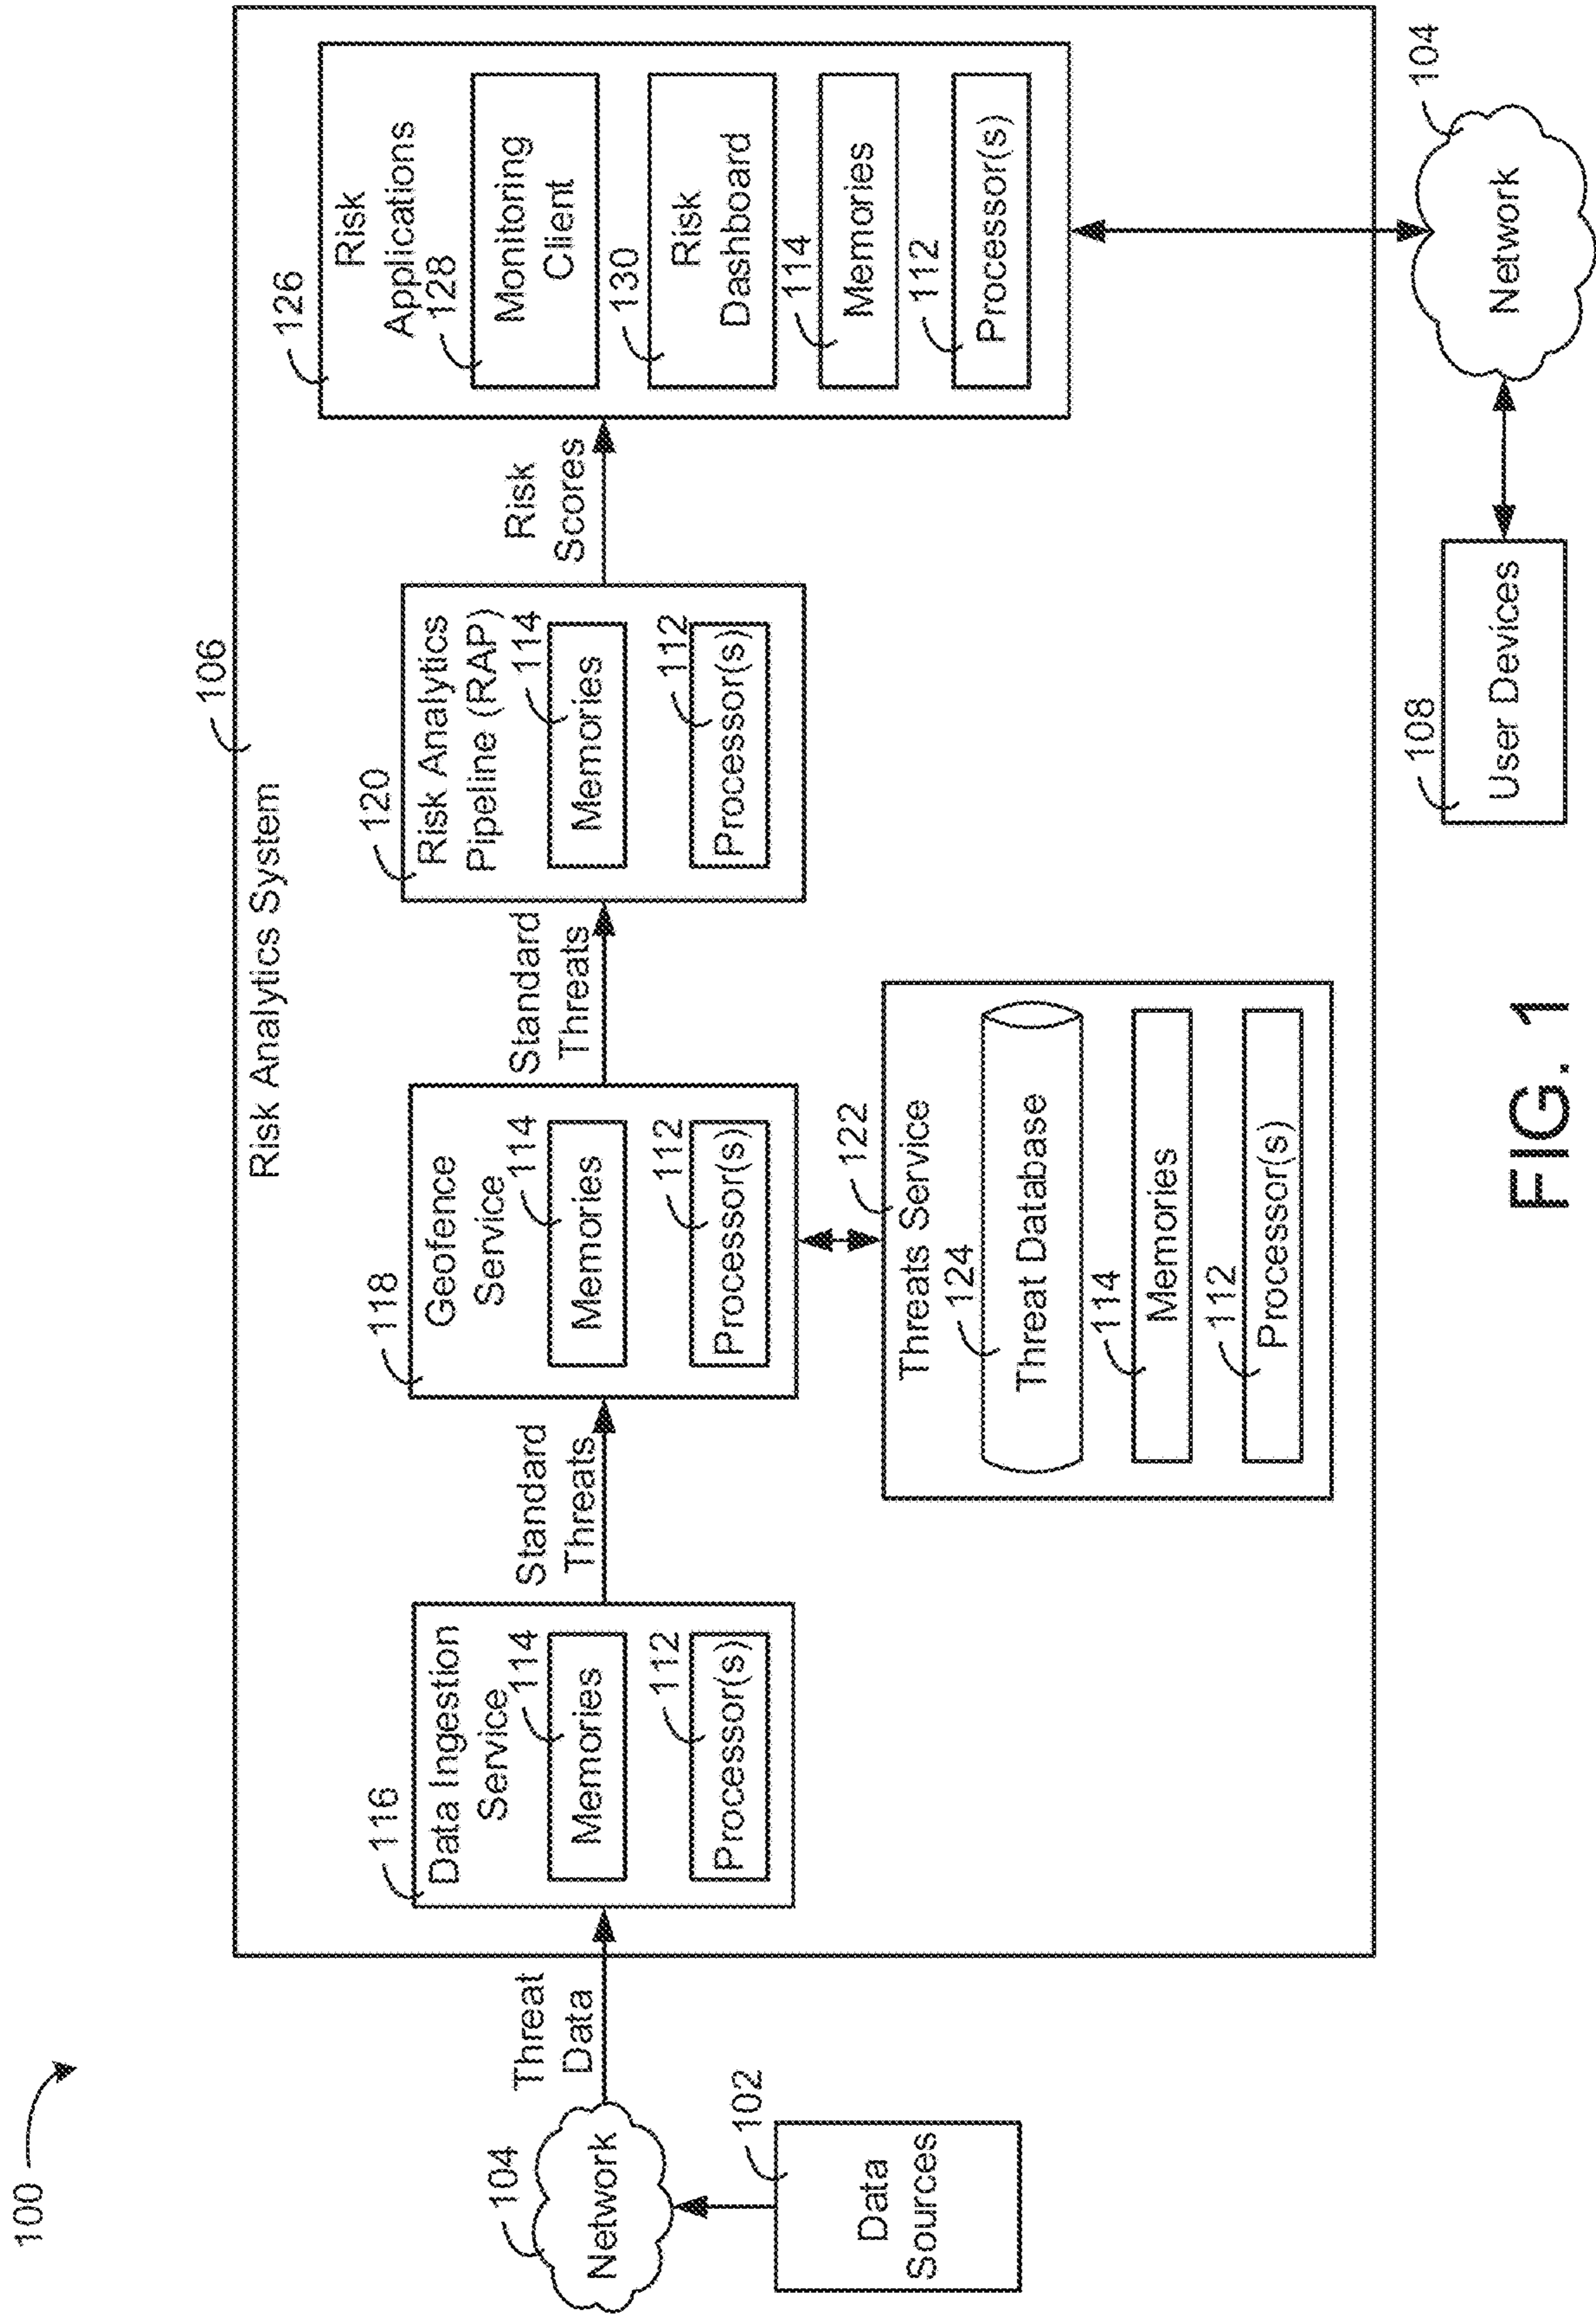 100
106
Risk Analytics System
104
Network
102
Data
Sources
Threat
Data
116
Data Ingestion
Service
114
Memories
112
Processor(s)
Standard
Threats
118
Geofence
Service
114
Memories
112
Processor(s)
122
Threats Service
124
Threat Database
114
Memories
112
Processor(s)
Standard
Threats
120
Risk Analytics
Pipeline (RAP)
114
Memories
112
Processor(s)
Risk
Scores
126
Risk
Applications
128
Monitoring
Client
130
Risk
Dashboard
114
Memories
112
Processor(s)
104
Network
108
User Devices
FIG. 1